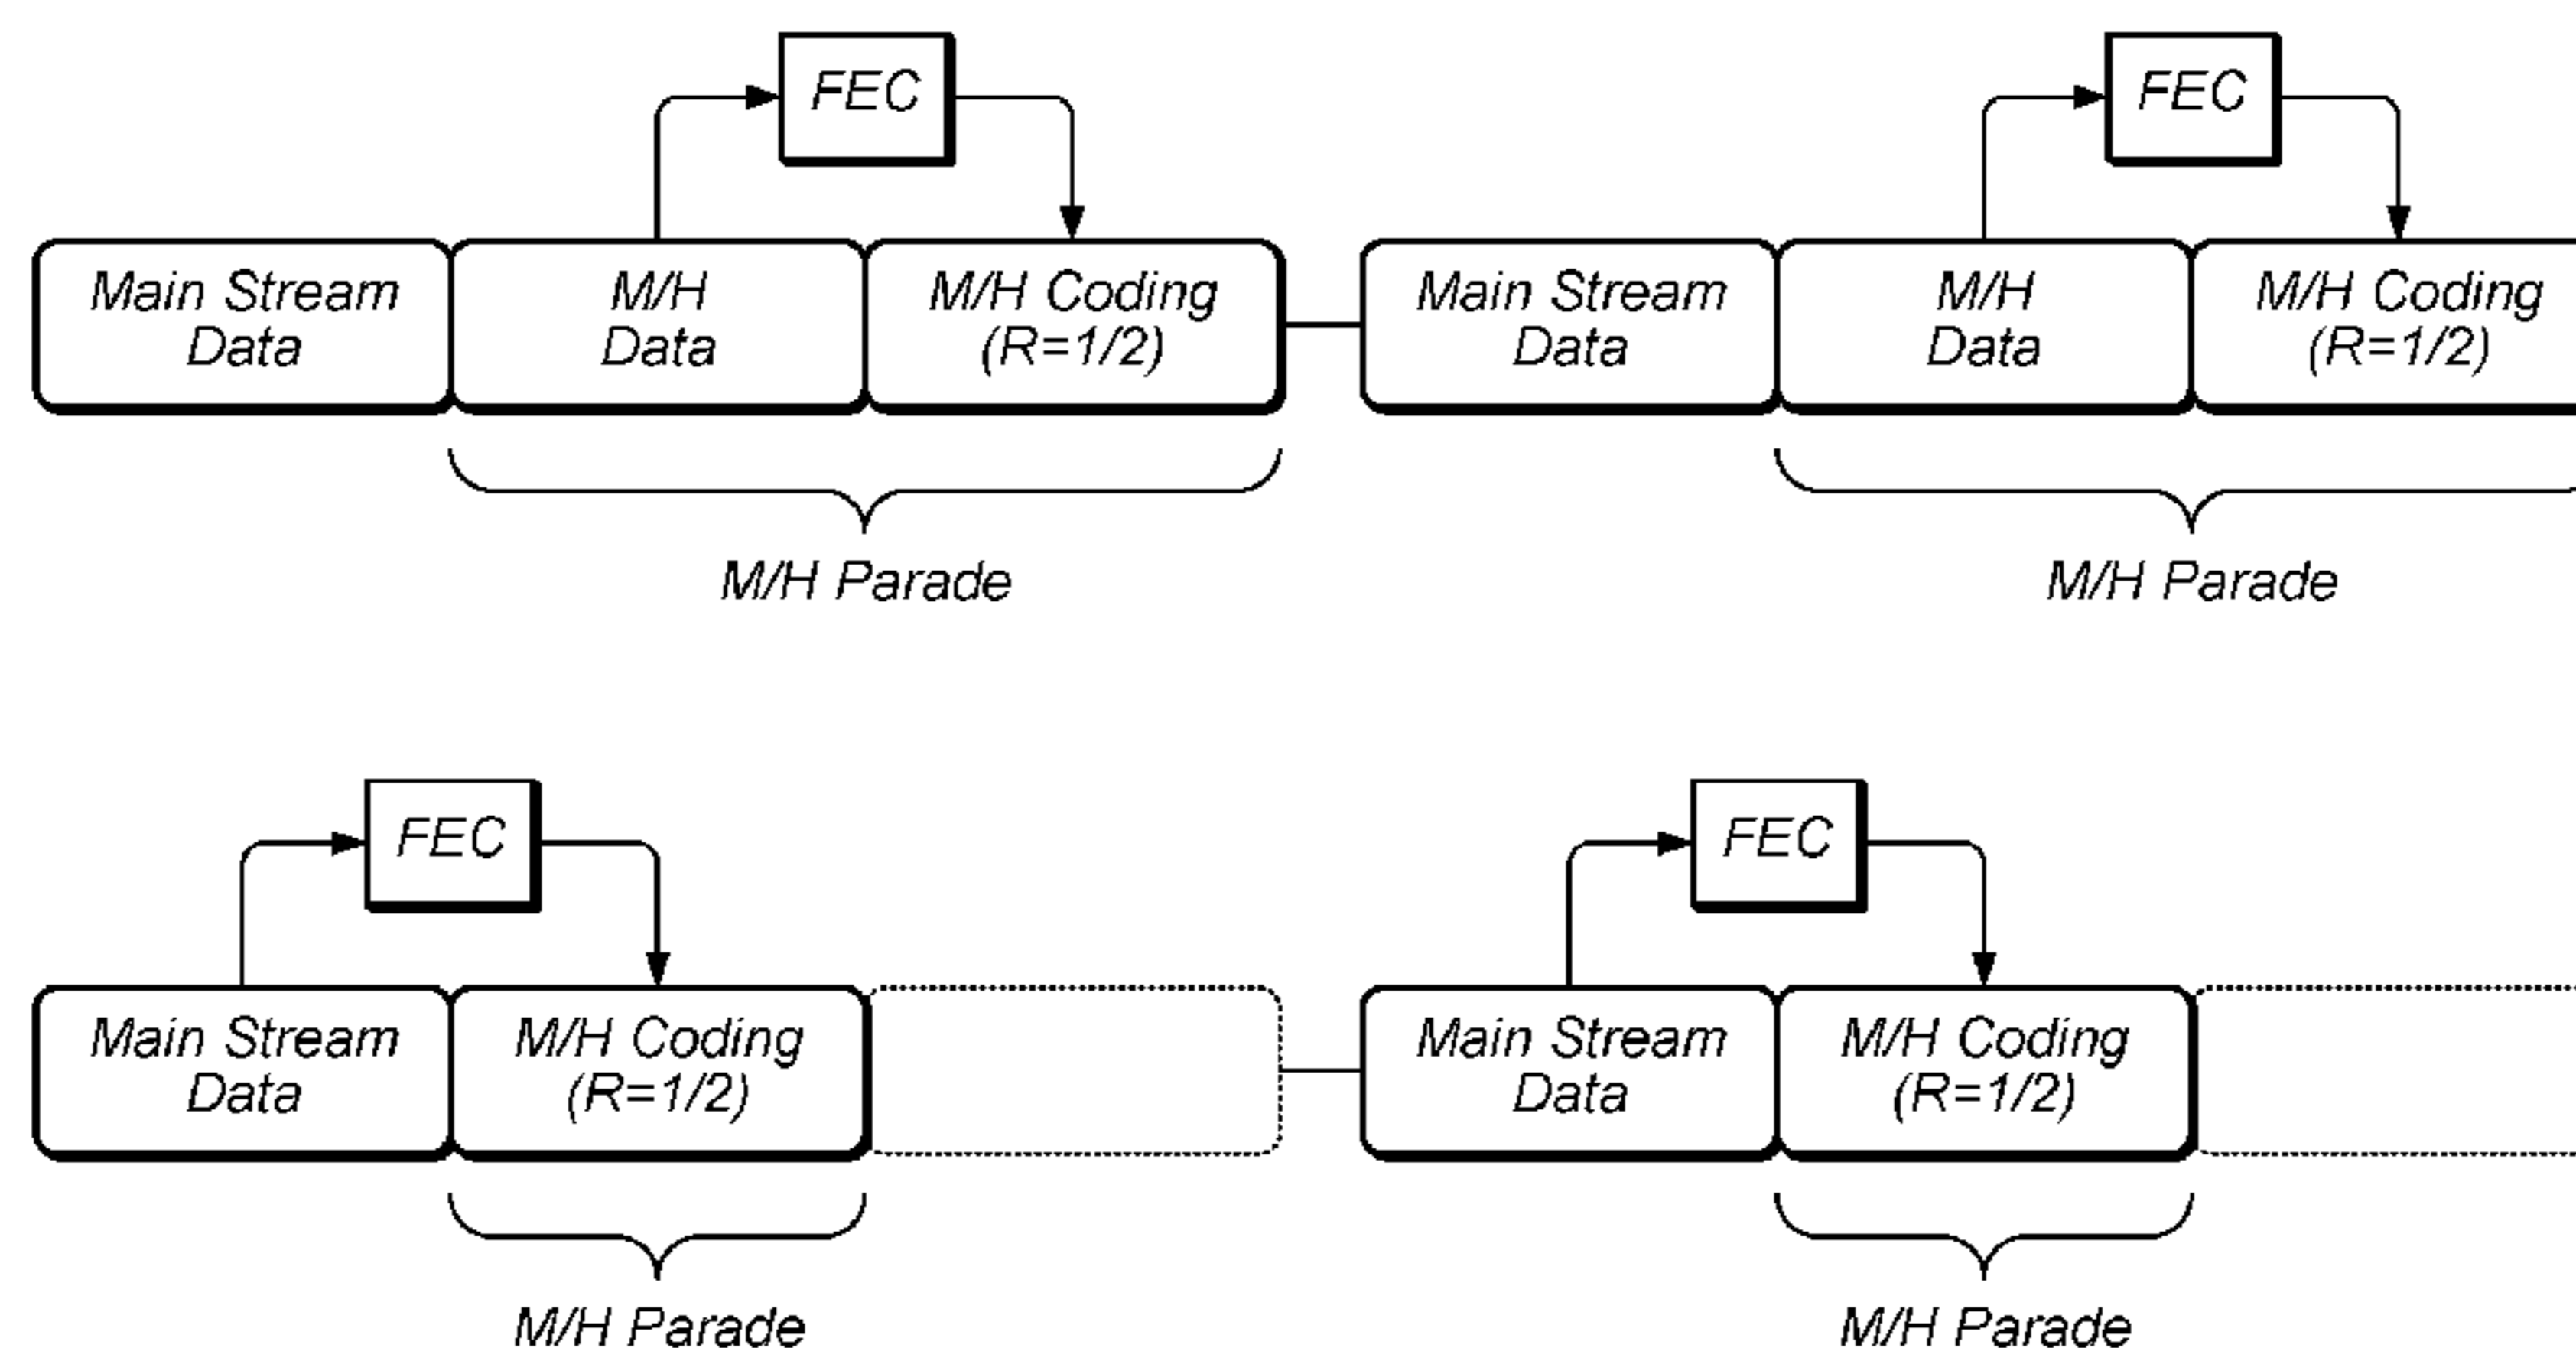 FEC
FEC
Main Stream
Data
M/H
Data
M/H Coding
(R=1/2)
Main Stream
Data
M/H
Data
M/H Coding
(R=1/2)
M/H Parade
M/H Parade
FEC
FEC
Main Stream
Data
M/H Coding
(R=1/2)
Main Stream
Data
M/H Coding
(R=1/2)
M/H Parade
M/H Parade